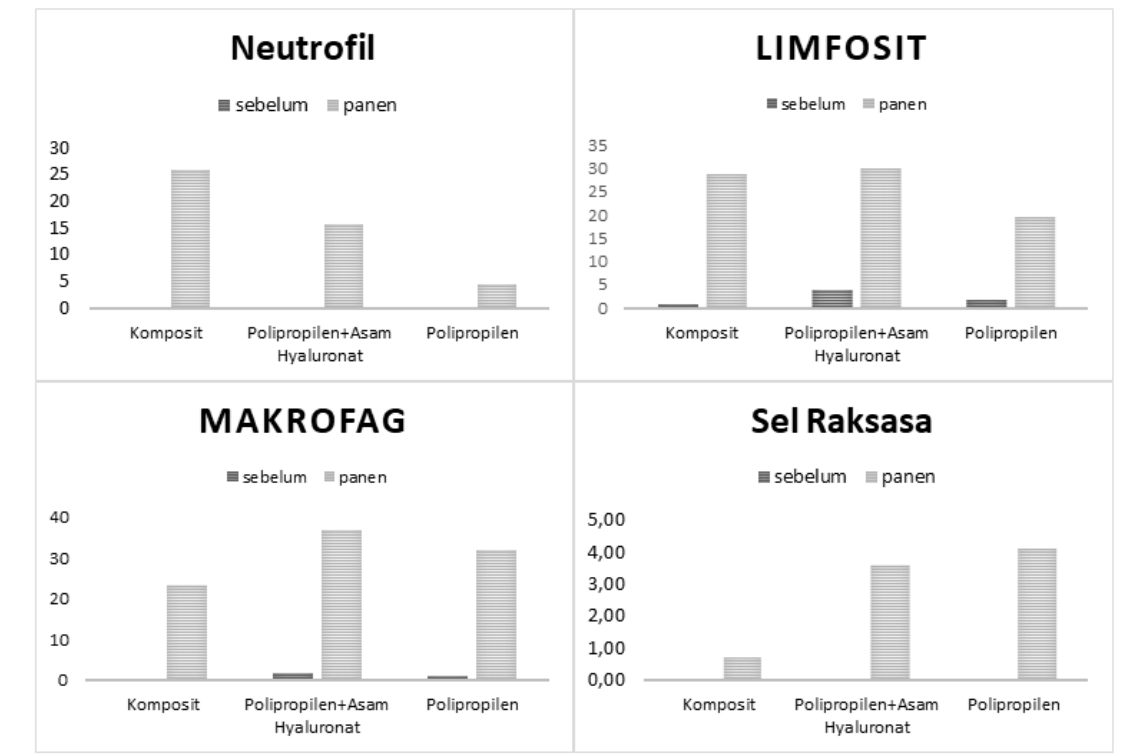 Neutrofil
sebelum panen
30
25
20
15
10
5
0
Komposit Polipropilen+Asam Polipropilen
Hyaluronat
LIMFOSIT
sebelum panen
35
30
25
20
15
10
5
0
Komposit Polipropilen+Asam Polipropilen
Hyaluronat
MAKROFAG
sebelum panen
40
30
20
10
0
Komposit Polipropilen+Asam Polipropilen
Hyaluronat
Sel Raksasa
sebelum panen
5,00
4,00
3,00
2,00
1,00
0,00
Komposit Polipropilen+Asam Polipropilen
Hyaluronat